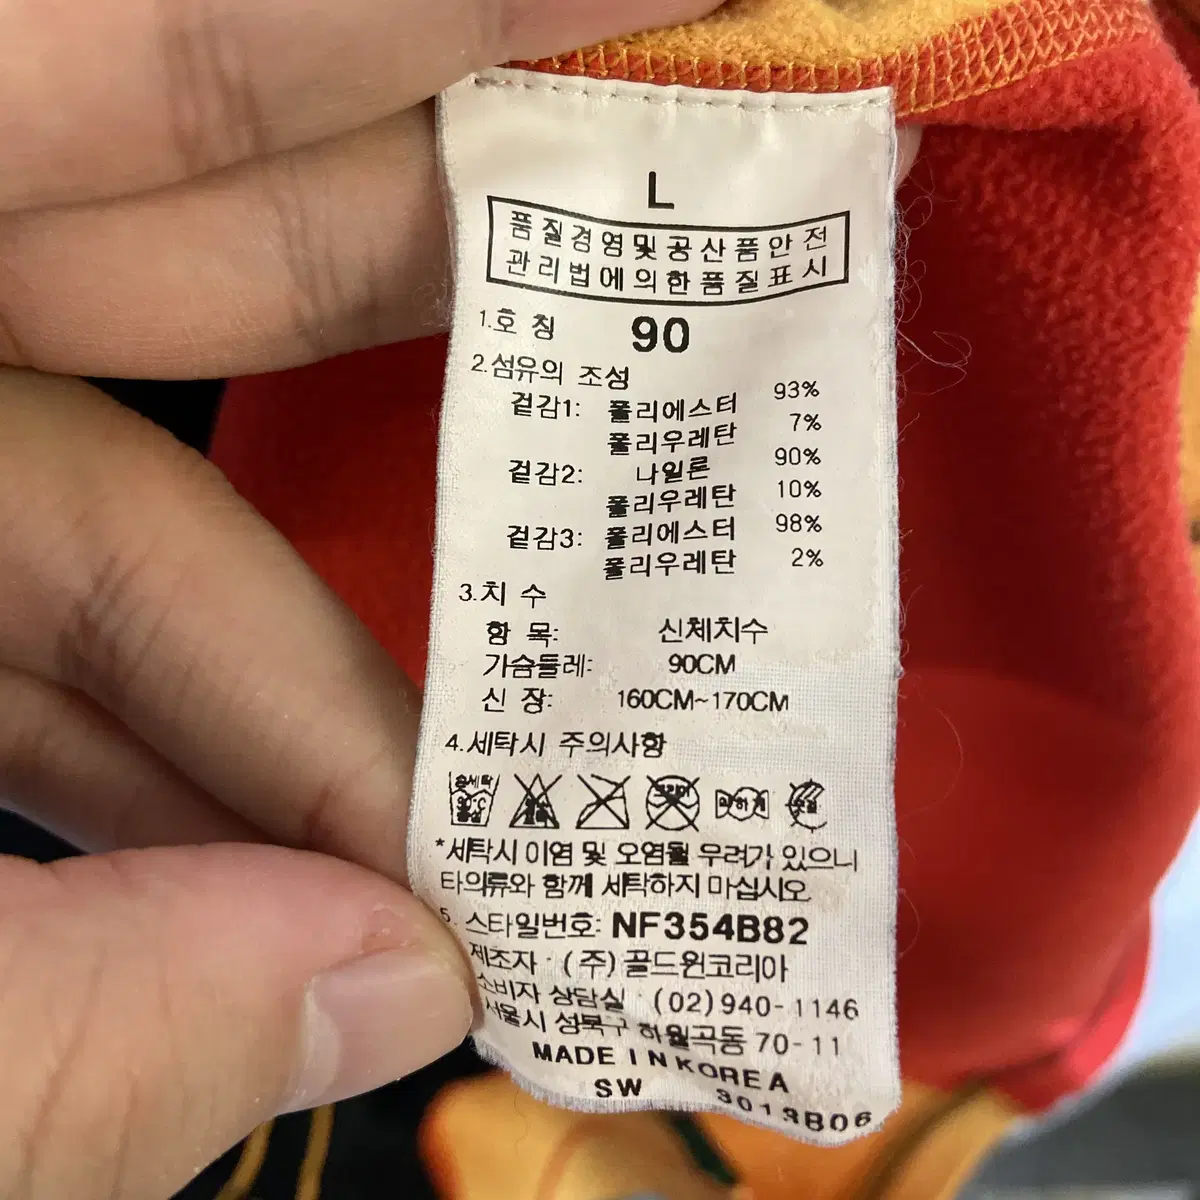 L
품질경영및공산품안전
관리법에의한품질표시
1.호 칭 90
2.섬유의 조성
겉감1: 폴리에스터 93%
폴리우레탄 7%
겉감2: 나일론 90%
폴리우레탄 10%
겉감3: 폴리에스터 98%
폴리우레탄 2%
3.치 수
항 목: 신체치수
가슴둘레: 90CM
신 장: 160CM~170CM
4.세탁시 주의사항
손세탁 30°C 중성
약하게
*세탁시 이염 및 오염될 우려가 있으니
타의류와 함께 세탁하지 마십시오
5. 스타일번호: NF354B82
제조자 : (주)골드윈코리아
소비자 상담실 (02)940-1146
서울시 성북구 하월곡동 70-11
MADE IN KOREA
SW 3013B06